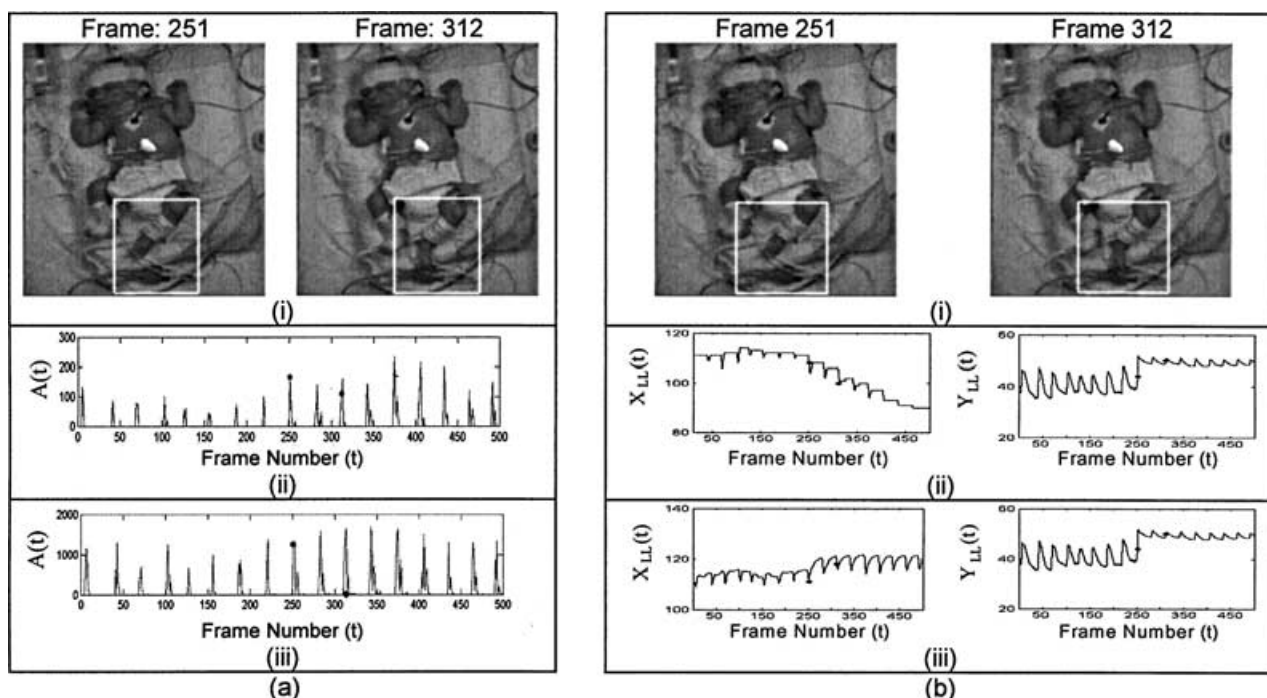 Frame: 251
Frame: 312
(i)
A(t)
300
200
100
0
0 50 100 150 200 250 300 350 400 450 500
Frame Number (t)
(ii)
A(t)
2000
1000
0
0 50 100 150 200 250 300 350 400 450 500
Frame Number (t)
(iii)
(a)
Frame 251
Frame 312
(i)
X_LL(t)
120
100
80
50 150 250 350 450
Frame Number (t)
Y_LL(t)
60
40
20
50 150 250 350 450
Frame Number (t)
(ii)
X_LL(t)
140
120
100
50 150 250 350 450
Frame Number (t)
Y_LL(t)
60
40
20
50 150 250 350 450
Frame Number (t)
(iii)
(b)